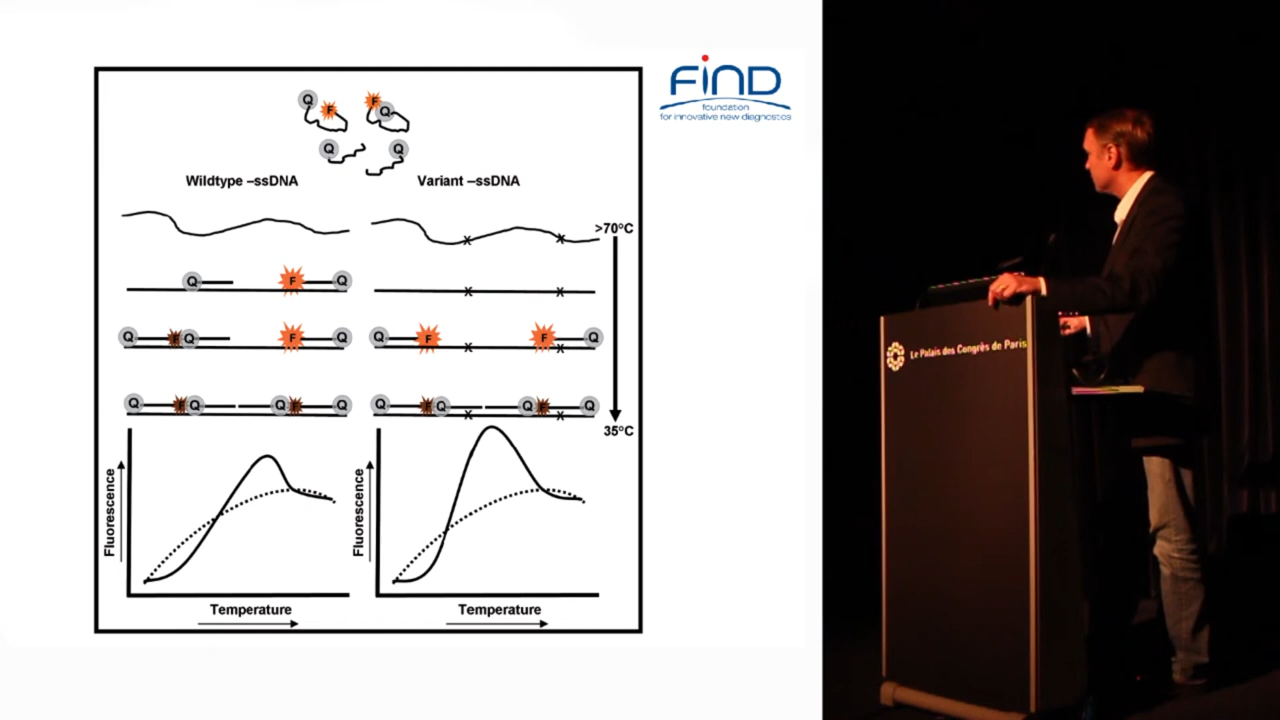 Q F F Q
Q Q
Wildtype –ssDNA Variant –ssDNA
>70°C
x x
Q F Q
x x
Q F Q F Q Q F F Q
x x
Q F Q Q F Q Q F Q Q F Q
x x
35°C
Fluorescence Fluorescence
Temperature Temperature
FIND
foundation
for innovative new diagnostics
Le Palais des Congrès de Paris